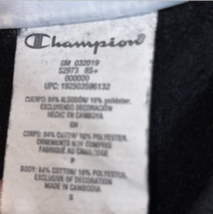 Champion
GM 032019
S2973 8S+
000000
UPC: 192503596132
CUERPO: 84% ALGODÓN/ 16% poliéster.
EXCLUYENDO DECORACIÓN
HECHO EN CAMBOYA
CH
CORPS: 84% COTON/ 16% POLYESTER.
ORNEMENTS NON COMPRIS
FABRIQUÉ AU CAMBODGE
P
BODY: 84% COTTON/ 16% POLYESTER.
EXCLUSIVE OF DECORATION
MADE IN CAMBODIA
S